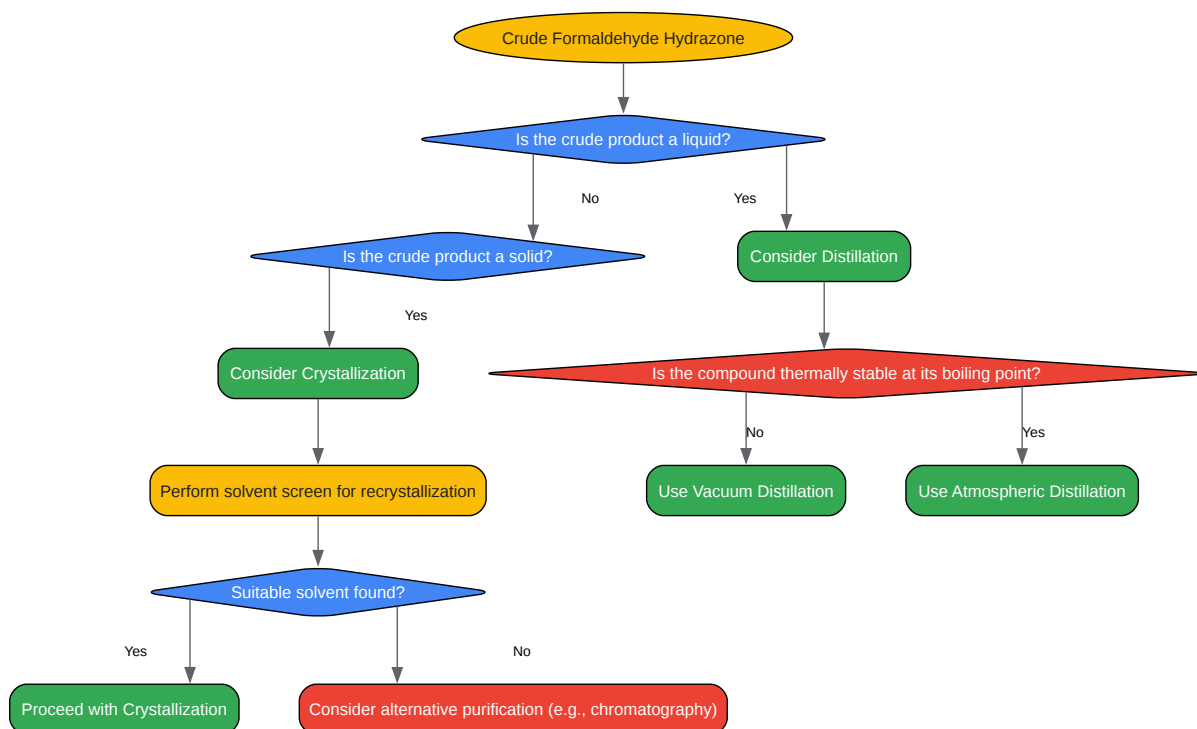 Crude Formaldehyde Hydrazone
Is the crude product a liquid?
No
Yes
Is the crude product a solid?
Consider Distillation
Yes
Consider Crystallization
Is the compound thermally stable at its boiling point?
No
Yes
Perform solvent screen for recrystallization
Use Vacuum Distillation
Use Atmospheric Distillation
Suitable solvent found?
Yes
No
Proceed with Crystallization
Consider alternative purification (e.g., chromatography)